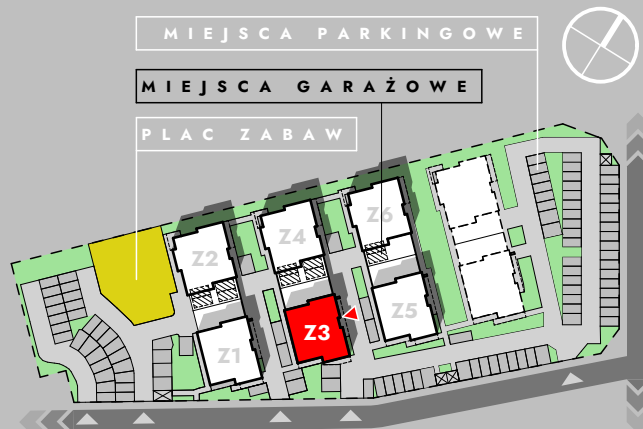 MIEJSCA PARKINGOWE
MIEJSCA GARAŻOWE
PLAC ZABAW
Z2
Z4
Z6
Z1
Z3
Z5